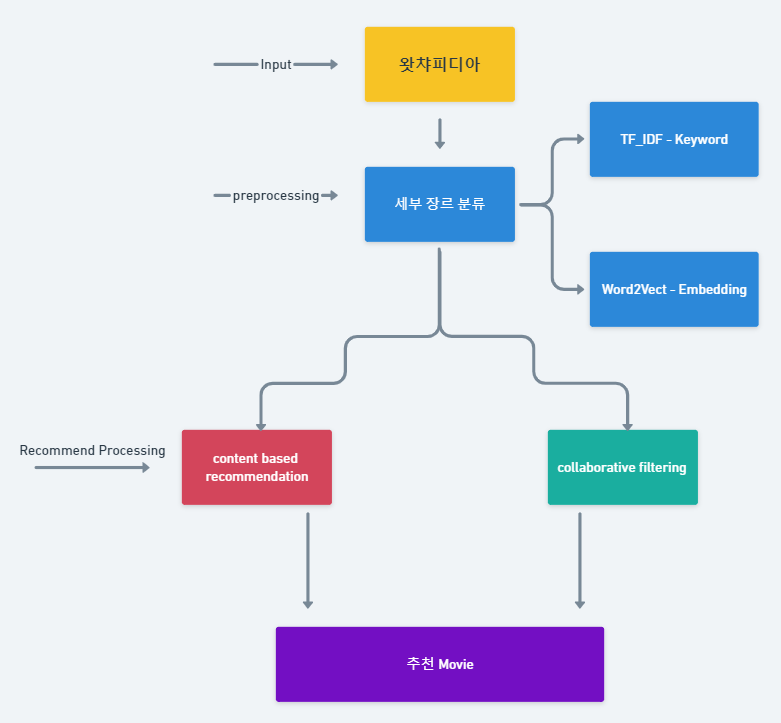 Input
왓챠피디아
TF_IDF - Keyword
preprocessing
세부 장르 분류
Word2Vect - Embedding
Recommend Processing
content based
recommendation
collaborative filtering
추천 Movie